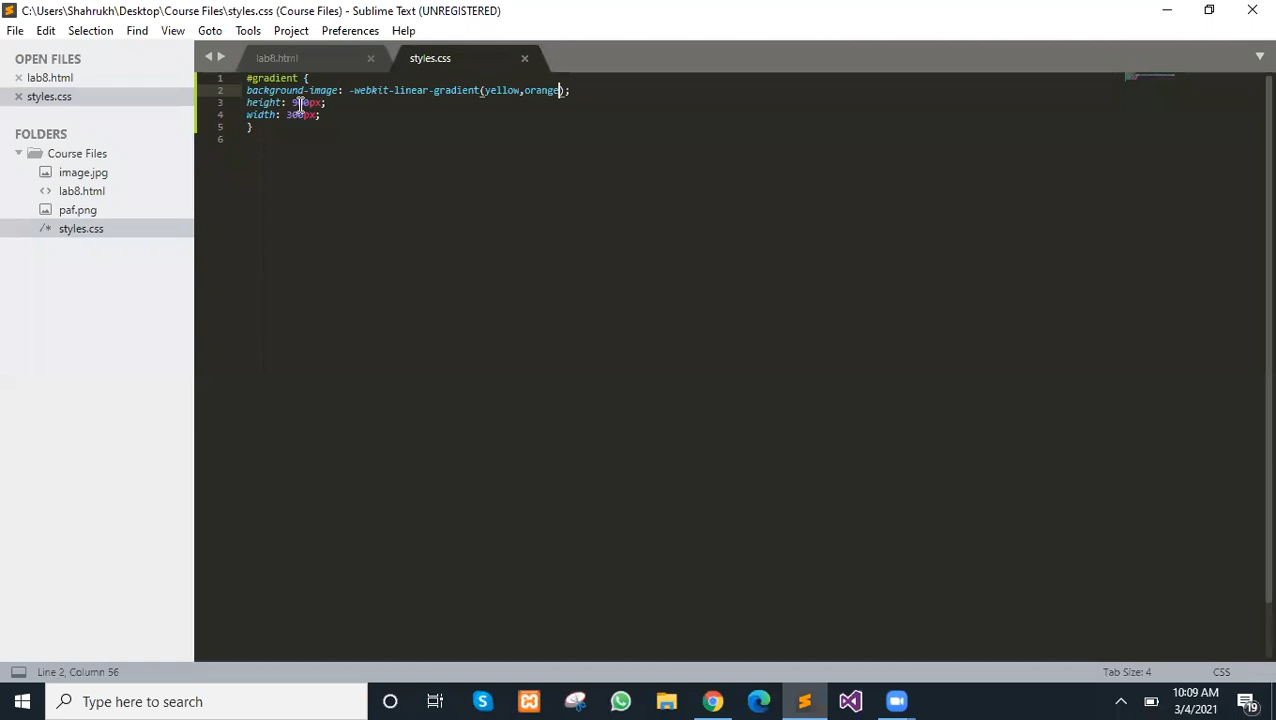 C:\Users\Shahrukh\Desktop\Course Files\styles.css (Course Files) - Sublime Text (UNREGISTERED)
File Edit Selection Find View Goto Tools Project Preferences Help
OPEN FILES
lab8.html
styles.css
FOLDERS
Course Files
image.jpg
lab8.html
paf.png
/* styles.css
lab8.html
styles.css
1 #gradient {
2 background-image: -webkit-linear-gradient(yellow,orange);
3 height: 900px;
4 width: 300px;
5 }
6
Line 2, Column 56
Tab Size: 4
CSS
Type here to search
10:09 AM
3/4/2021
19